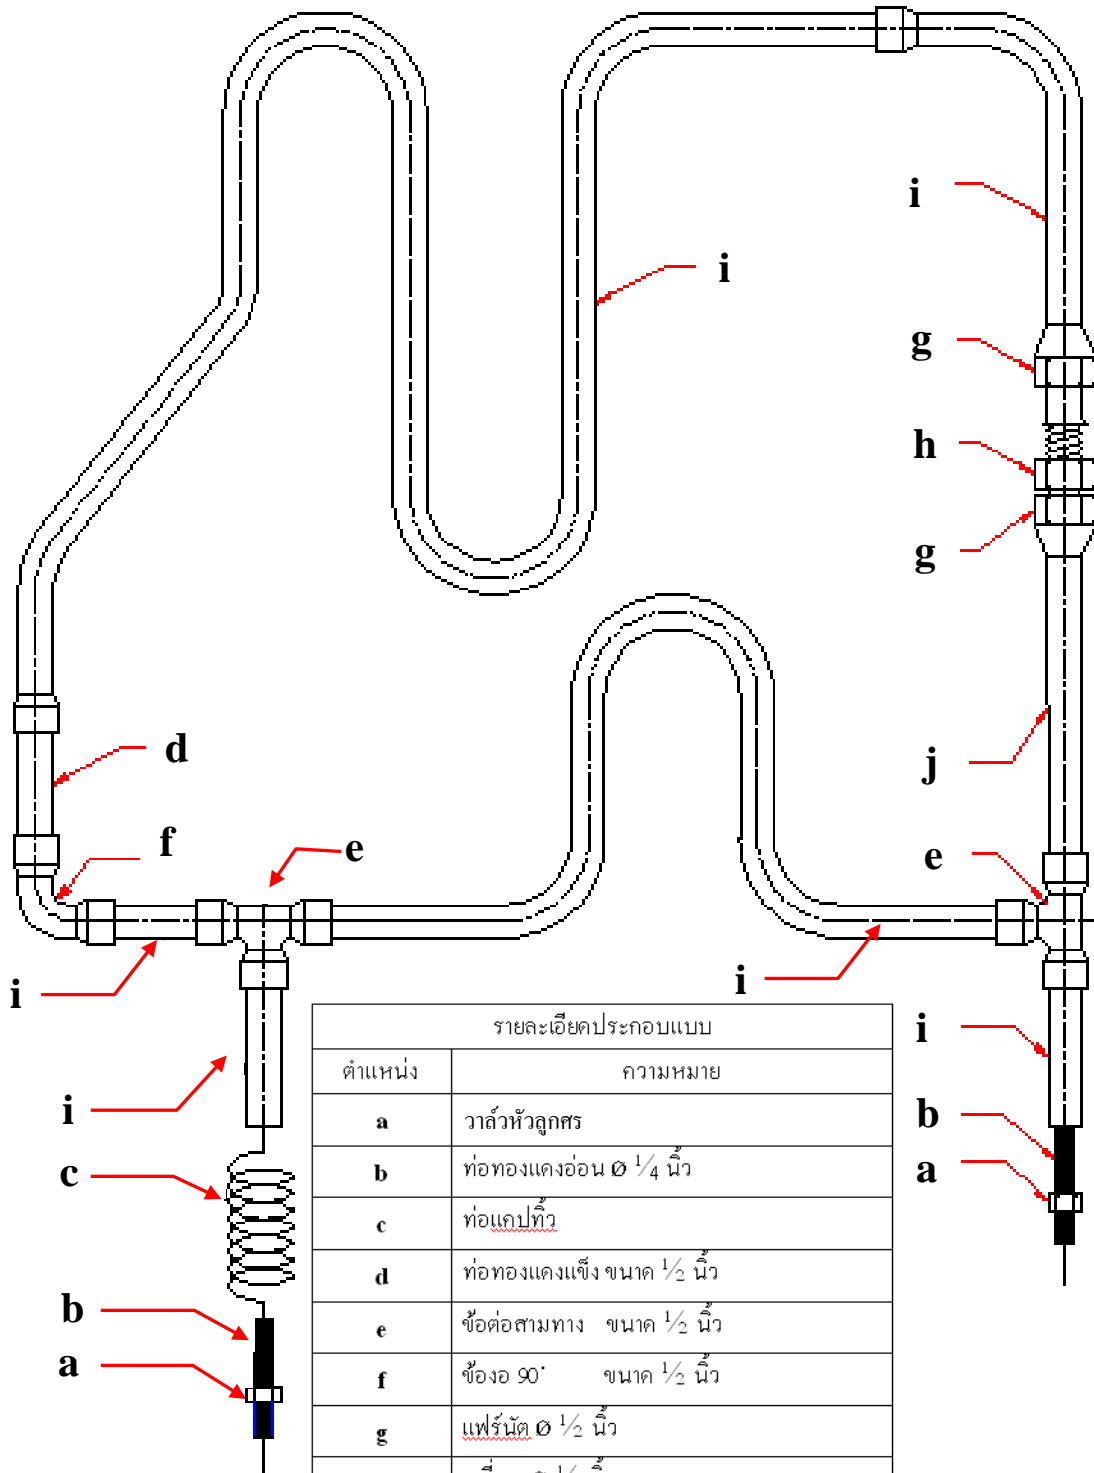 i
i
g
h
g
d
j
f
e
e
i
i
i
i
b
a
c
b
a
รายละเอียดประกอบแบบ
ตำแหน่ง ความหมาย
a วาล์วหัวลูกศร
b ท่อทองแดงอ่อน Ø 1/4 นิ้ว
c ท่อแคปทิ้ว
d ท่อทองแดงแข็ง ขนาด 1/2 นิ้ว
e ข้อต่อสามทาง ขนาด 1/2 นิ้ว
f ข้องอ 90˚ ขนาด 1/2 นิ้ว
g แฟร์นัต Ø 1/2 นิ้ว